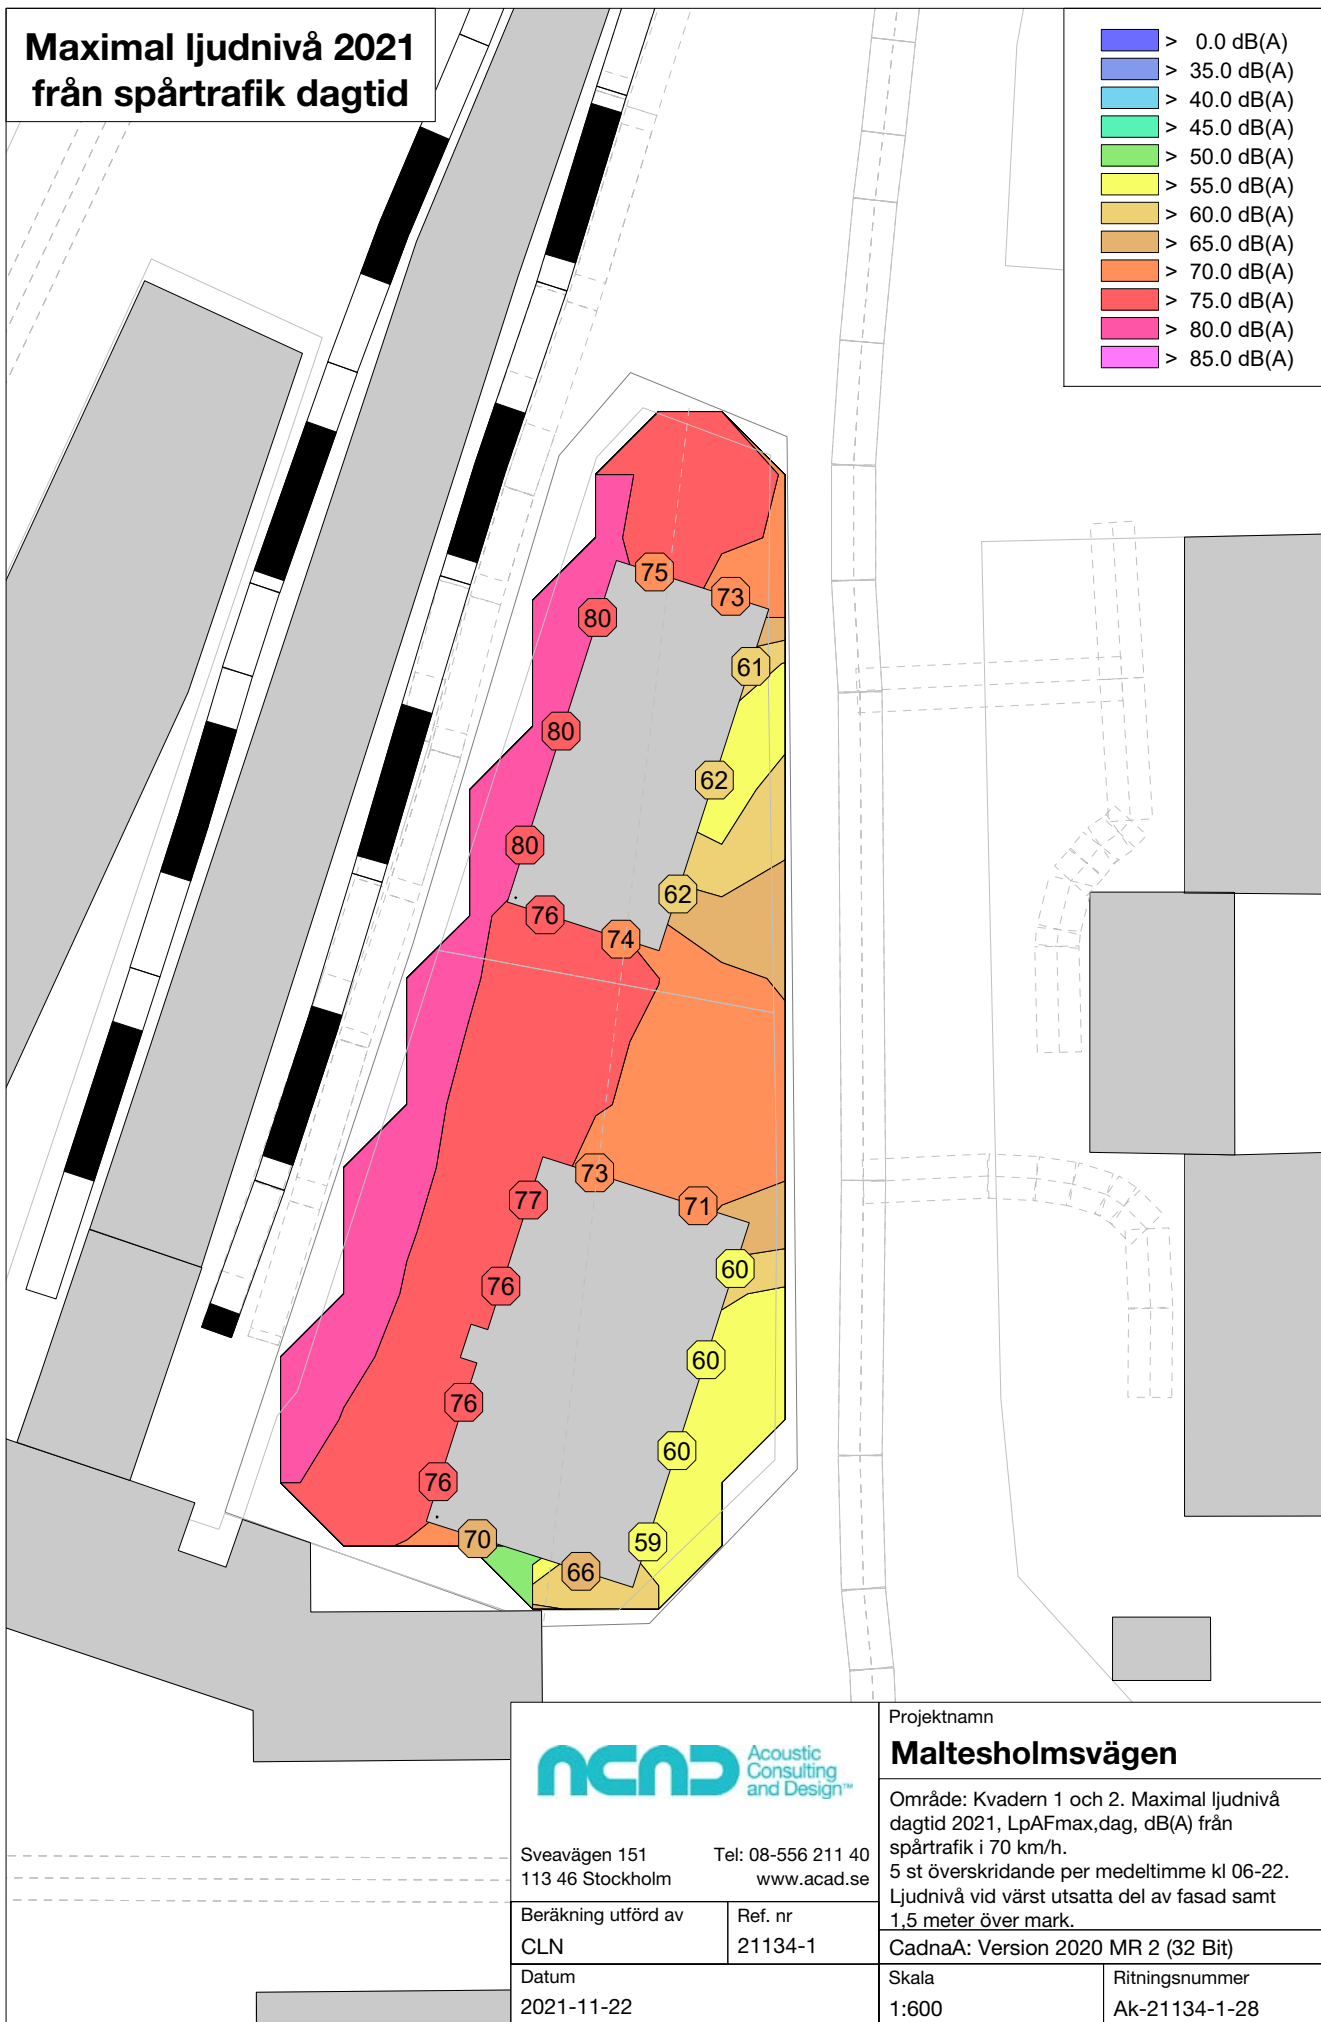 Maximal ljudnivå 2021
från spårtrafik dagtid
> 0.0 dB(A)
> 35.0 dB(A)
> 40.0 dB(A)
> 45.0 dB(A)
> 50.0 dB(A)
> 55.0 dB(A)
> 60.0 dB(A)
> 65.0 dB(A)
> 70.0 dB(A)
> 75.0 dB(A)
> 80.0 dB(A)
> 85.0 dB(A)
75
73
80
61
80
62
80
62
76
74
73
77
71
60
76
60
76
60
76
70
59
66
ACAD
Acoustic
Consulting
and Design™
Sveavägen 151
113 46 Stockholm
Tel: 08-556 211 40
www.acad.se
Beräkning utförd av
CLN
Ref. nr
21134-1
Datum
2021-11-22
Projektnamn
Maltesholmsvägen
Område: Kvadern 1 och 2. Maximal ljudnivå
dagtid 2021, LpAFmax,dag, dB(A) från
spårtrafik i 70 km/h.
5 st överskridande per medeltimme kl 06-22.
Ljudnivå vid värst utsatta del av fasad samt
1,5 meter över mark.
CadnaA: Version 2020 MR 2 (32 Bit)
Skala
1:600
Ritningsnummer
Ak-21134-1-28